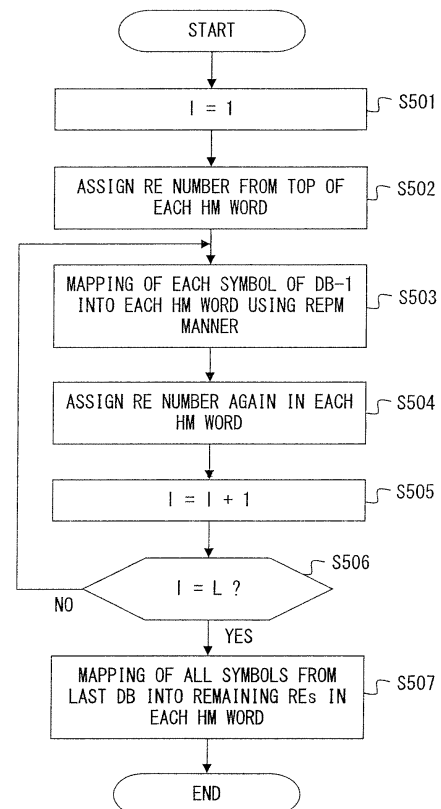 START
I = 1
S501
ASSIGN RE NUMBER FROM TOP OF
EACH HM WORD
S502
MAPPING OF EACH SYMBOL OF DB-1
INTO EACH HM WORD USING REPM
MANNER
S503
ASSIGN RE NUMBER AGAIN IN EACH
HM WORD
S504
I = I + 1
S505
I = L ?
S506
NO
YES
MAPPING OF ALL SYMBOLS FROM
LAST DB INTO REMAINING REs IN
EACH HM WORD
S507
END